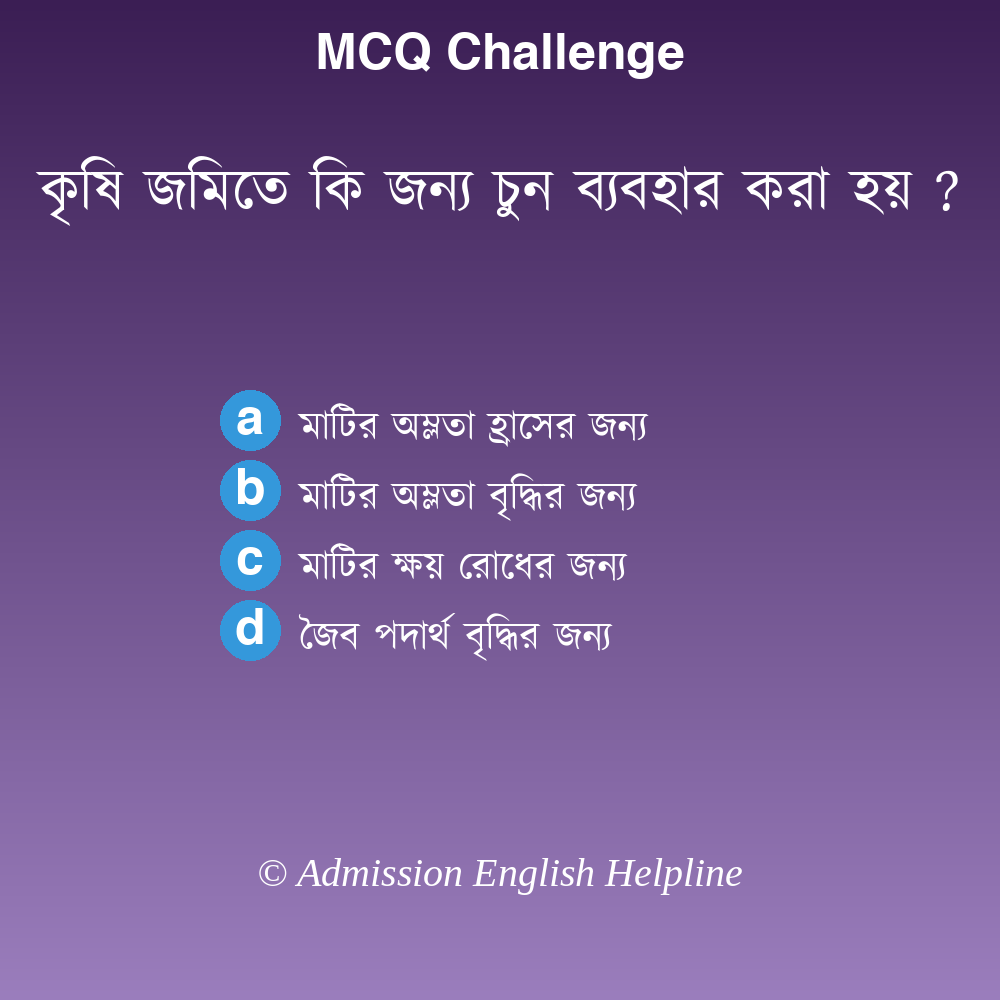 MCQ Challenge
কৃষি জমিতে কি জন্য চুন ব্যবহার করা হয় ?
a মাটির অম্লতা হ্রাসের জন্য
b মাটির অম্লতা বৃদ্ধির জন্য
c মাটির ক্ষয় রোধের জন্য
d জৈব পদার্থ বৃদ্ধির জন্য
© Admission English Helpline